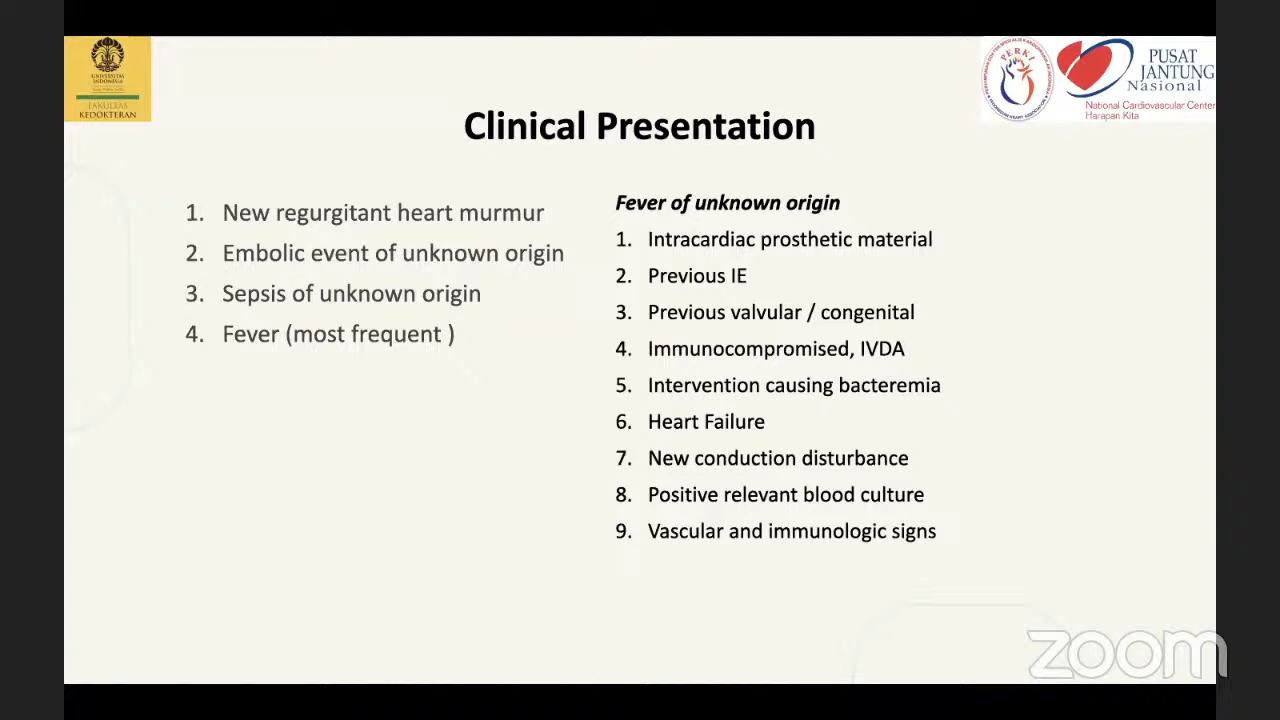 UNIVERSITAS
INDONESIA
FAKULTAS
KEDOKTERAN
PERKI
PUSAT
JANTUNG
Nasional
National Cardiovascular Center
Harapan Kita
Clinical Presentation
1. New regurgitant heart murmur
2. Embolic event of unknown origin
3. Sepsis of unknown origin
4. Fever (most frequent )
Fever of unknown origin
1. Intracardiac prosthetic material
2. Previous IE
3. Previous valvular / congenital
4. Immunocompromised, IVDA
5. Intervention causing bacteremia
6. Heart Failure
7. New conduction disturbance
8. Positive relevant blood culture
9. Vascular and immunologic signs
zoom